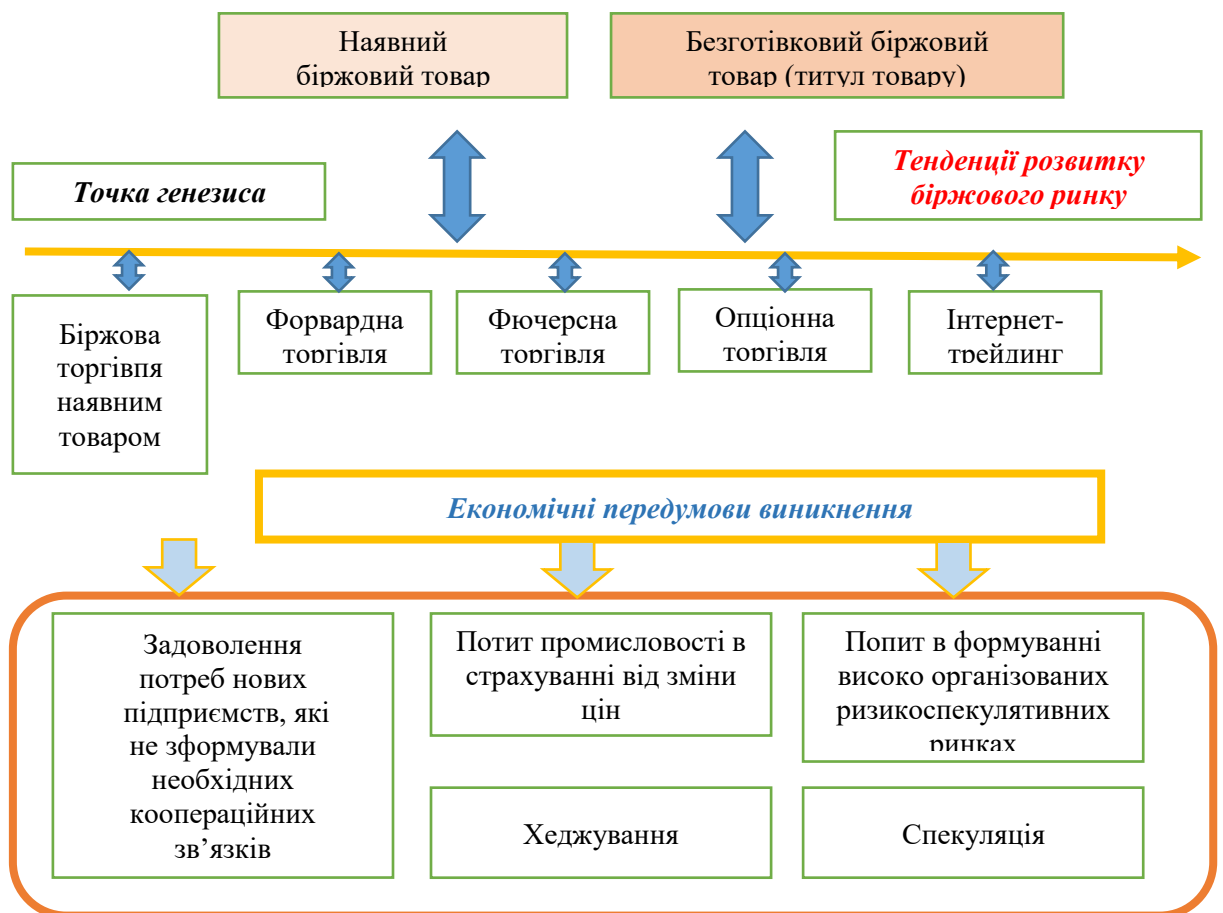 Наявний
біржовий товар
Безготівковий біржовий
товар (титул товару)
Точка генезиса
Тенденції розвитку
біржового ринку
Біржова
торгівпя
наявним
товаром
Форвардна
торгівля
Фючерсна
торгівля
Опціонна
торгівля
Інтернет-
трейдинг
Економічні передумови виникнення
Задоволення
потреб нових
підприємств, які
не зформували
необхідних
коопераційних
зв’язків
Потит промисловості в
страхуванні від зміни
цін
Попит в формуванні
високо організованих
ризикоспекулятивних
ринках
Хеджування
Спекуляція